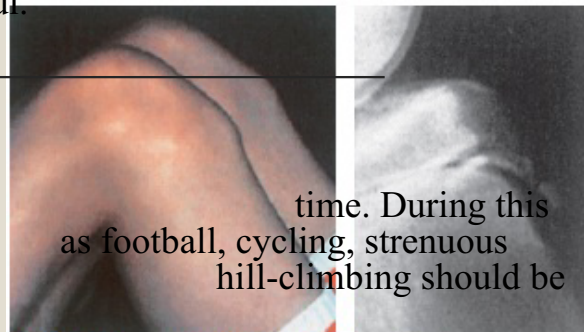 time. During this
as football, cycling, strenuous
hill-climbing should be